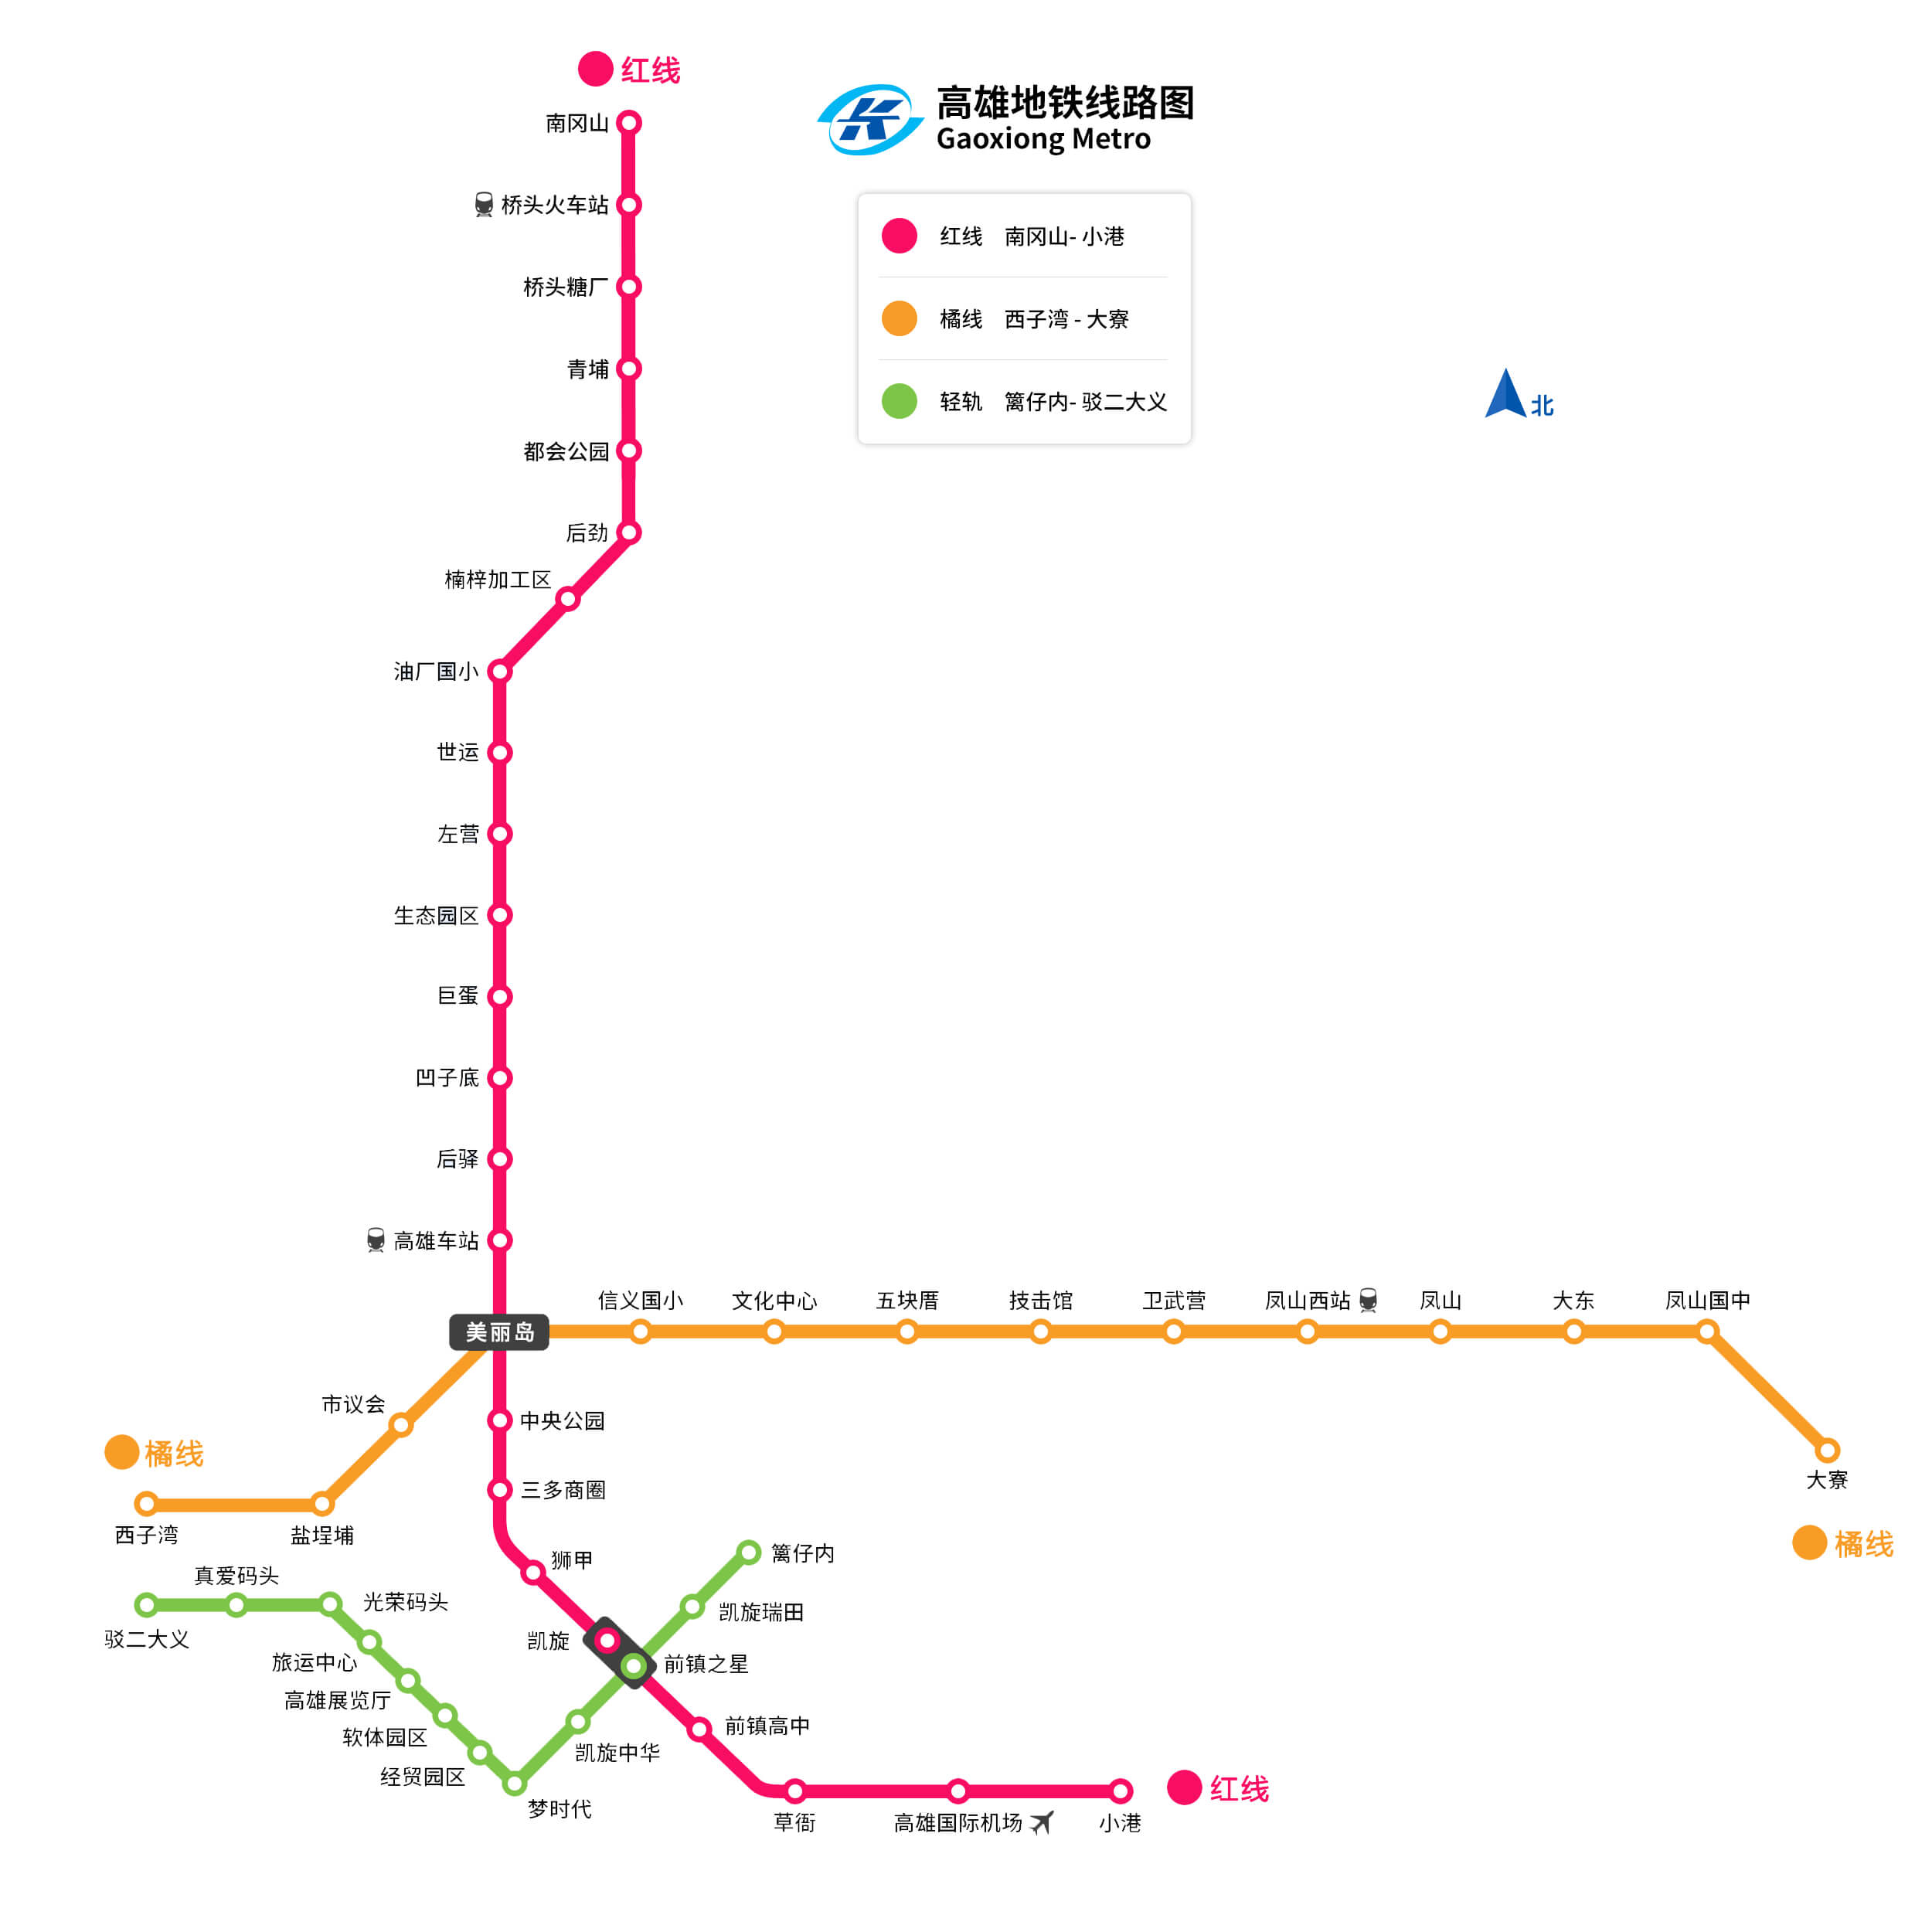 红线
高雄地铁线路图
Gaoxiong Metro
南冈山
桥头火车站
桥头糖厂
青埔
都会公园
后劲
楠梓加工区
油厂国小
世运
左营
生态园区
巨蛋
凹子底
后驿
高雄车站
红线 南冈山- 小港
橘线 西子湾 - 大寮
轻轨 篱仔内- 驳二大义
北
美丽岛
信义国小
文化中心
五块厝
技击馆
卫武营
凤山西站
凤山
大东
凤山国中
大寮
橘线
市议会
橘线
西子湾
盐埕埔
中央公园
三多商圈
狮甲
凯旋
前镇之星
前镇高中
草衙
高雄国际机场
小港
红线
篱仔内
凯旋瑞田
凯旋中华
梦时代
经贸园区
软体园区
高雄展览厅
旅运中心
光荣码头
真爱码头
驳二大义